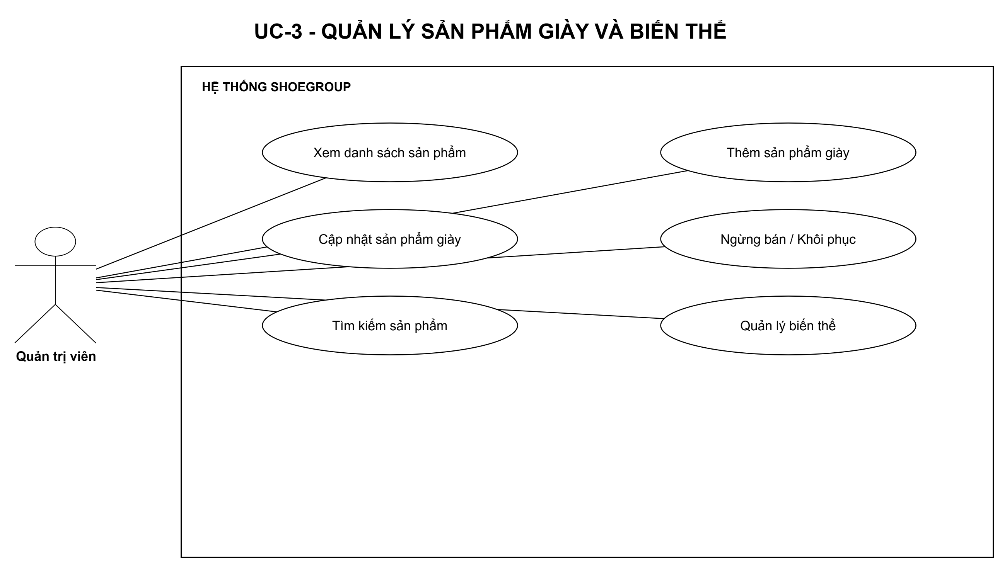 UC-3 - QUẢN LÝ SẢN PHẨM GIÀY VÀ BIẾN THỂ
HỆ THỐNG SHOEGROUP
Xem danh sách sản phẩm
Thêm sản phẩm giày
Cập nhật sản phẩm giày
Ngừng bán / Khôi phục
Tìm kiếm sản phẩm
Quản lý biến thể
Quản trị viên